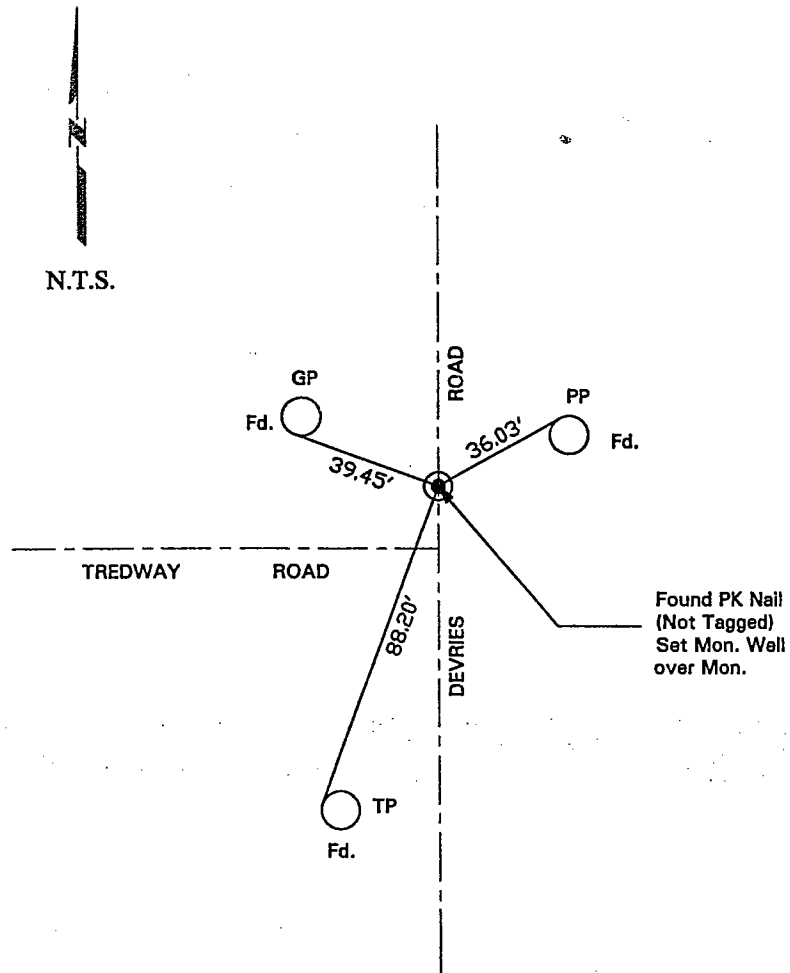 N
N.T.S.
GP
Fd.
39.45'
ROAD
PP
36.03'
Fd.
TREDWAY ROAD
88.20'
DEVRIES
Found PK Nail
(Not Tagged)
Set Mon. Well
over Mon.
TP
Fd.